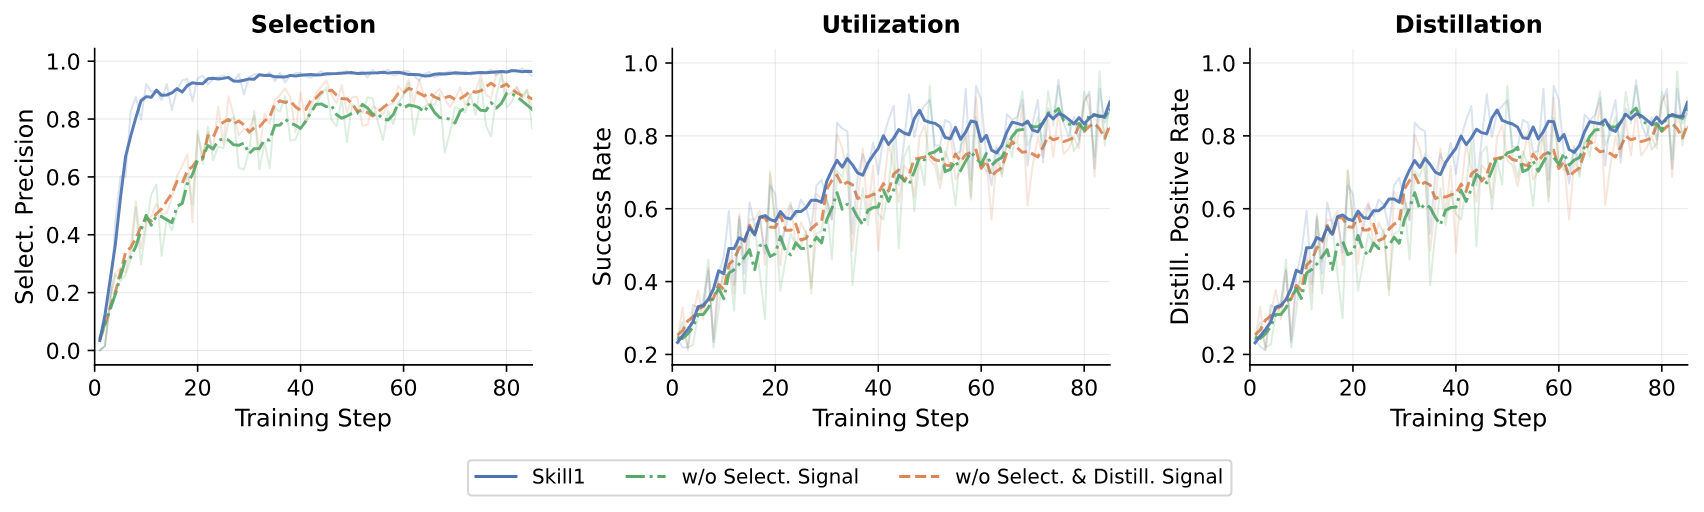 Selection
Utilization
Distillation
Select. Precision
1.0
0.8
0.6
0.4
0.2
0.0
0
20
40
60
80
Training Step
Success Rate
1.0
0.8
0.6
0.4
0.2
0
20
40
60
80
Training Step
Distill. Positive Rate
1.0
0.8
0.6
0.4
0.2
0
20
40
60
80
Training Step
Skill1
w/o Select. Signal
w/o Select. & Distill. Signal